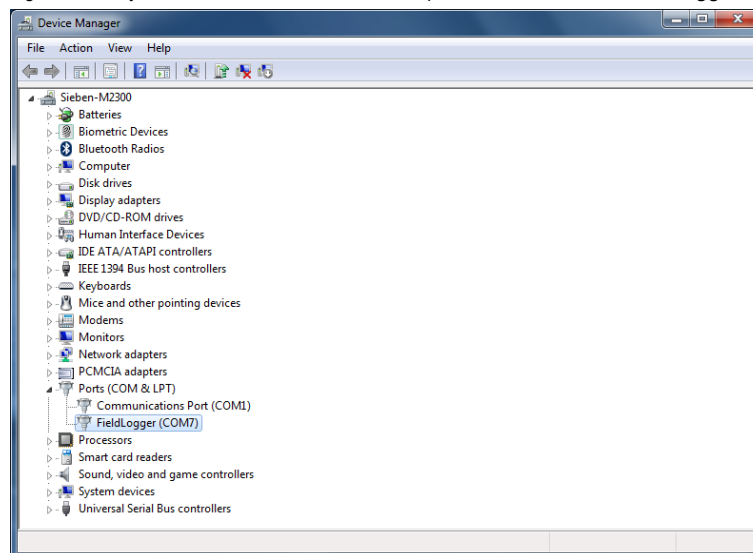 Device Manager
File Action View Help
Sieben-M2300
Batteries
Biometric Devices
Bluetooth Radios
Computer
Disk drives
Display adapters
DVD/CD-ROM drives
Human Interface Devices
IDE ATA/ATAPI controllers
IEEE 1394 Bus host controllers
Keyboards
Mice and other pointing devices
Modems
Monitors
Network adapters
PCMCIA adapters
Ports (COM & LPT)
Communications Port (COM1)
FieldLogger (COM7)
Processors
Smart card readers
Sound, video and game controllers
System devices
Universal Serial Bus controllers